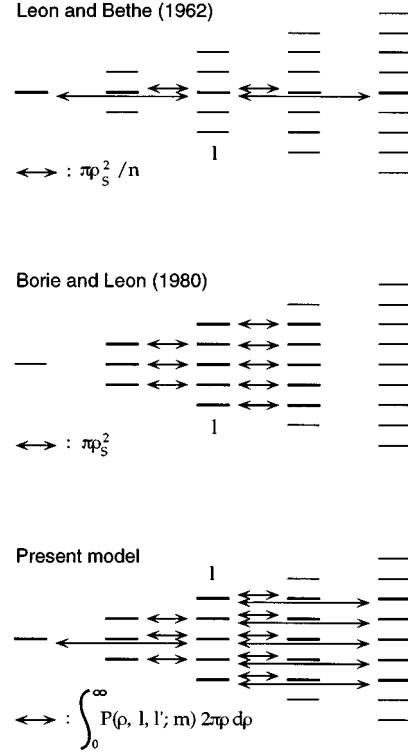 Leon and Bethe (1962)
l
: πρ_S^2 /n
Borie and Leon (1980)
l
: πρ_S^2
Present model
l
: ∫_0^∞ P(ρ, l, l'; m) 2πρ dρ